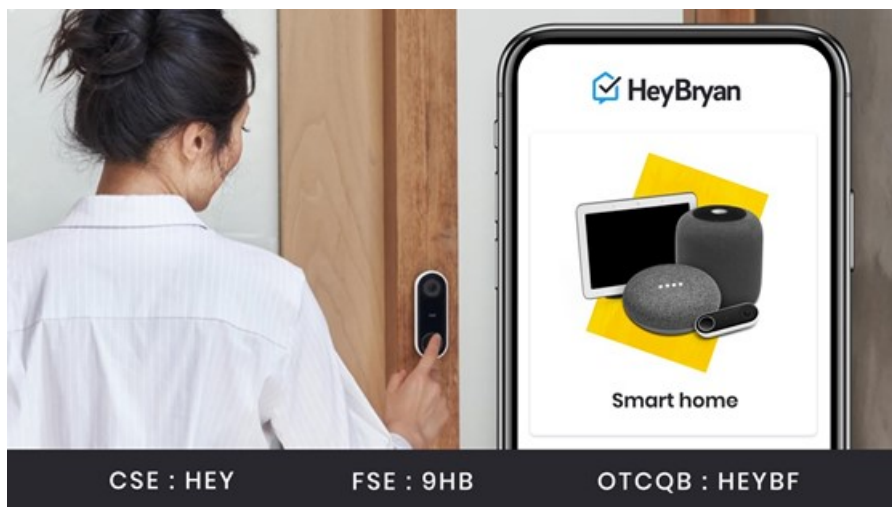 HeyBryan
Smart home
CSE : HEY
FSE : 9HB
OTCQB : HEYBF